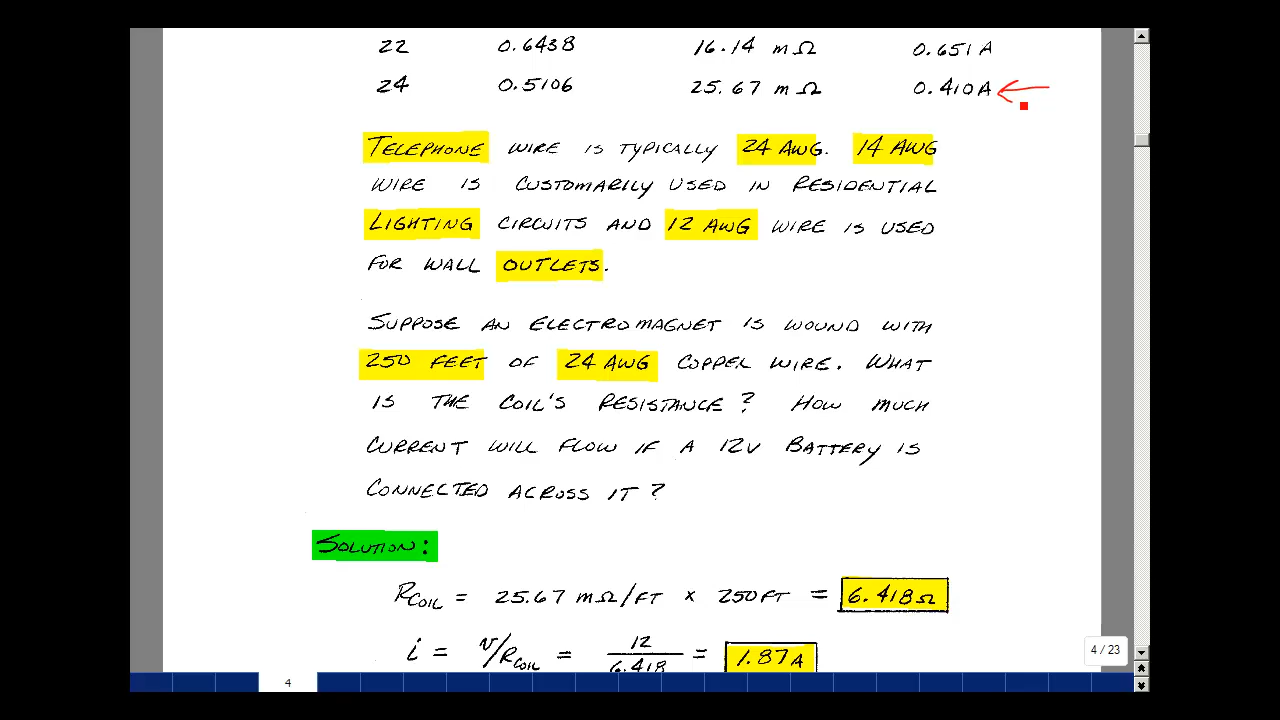 22 0.6438 16.14 mΩ 0.651A
24 0.5106 25.67 mΩ 0.410A
TELEPHONE WIRE IS TYPICALLY 24 AWG. 14 AWG
WIRE IS CUSTOMARILY USED IN RESIDENTIAL
LIGHTING CIRCUITS AND 12 AWG WIRE IS USED
FOR WALL OUTLETS.
SUPPOSE AN ELECTROMAGNET IS WOUND WITH
250 FEET OF 24 AWG COPPER WIRE. WHAT
IS THE COIL'S RESISTANCE? HOW MUCH
CURRENT WILL FLOW IF A 12V BATTERY IS
CONNECTED ACROSS IT?
SOLUTION:
RCOIL = 25.67 mΩ/FT × 250FT = 6.418Ω
i = v/RCOIL = 12/6.418 = 1.87A
4 / 23
4